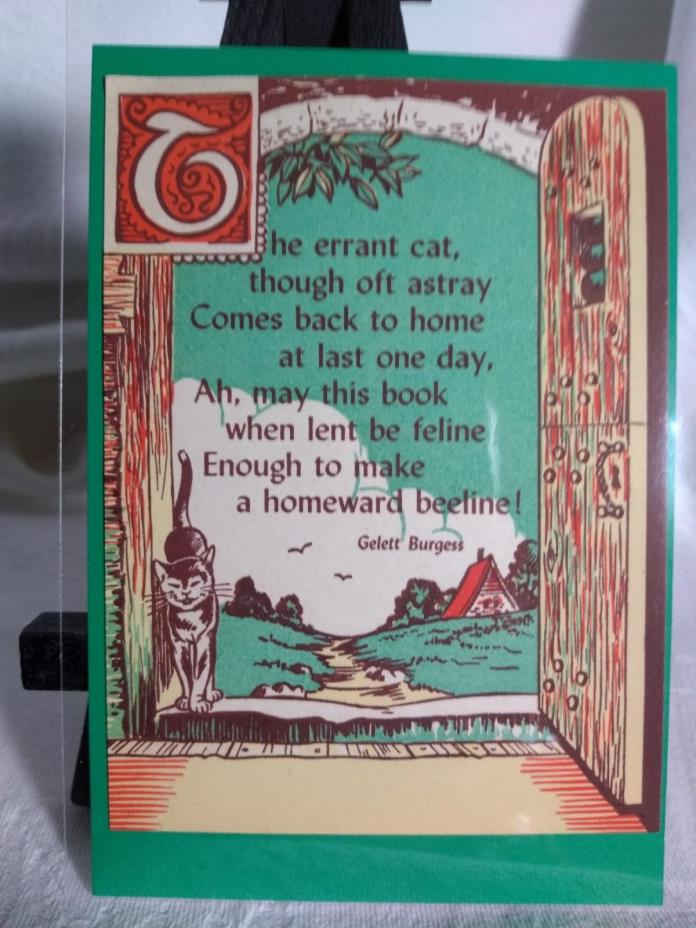 The errant cat,
though oft astray
Comes back to home
at last one day,
Ah, may this book
when lent be feline
Enough to make
a homeward beeline!
Gelett Burgess